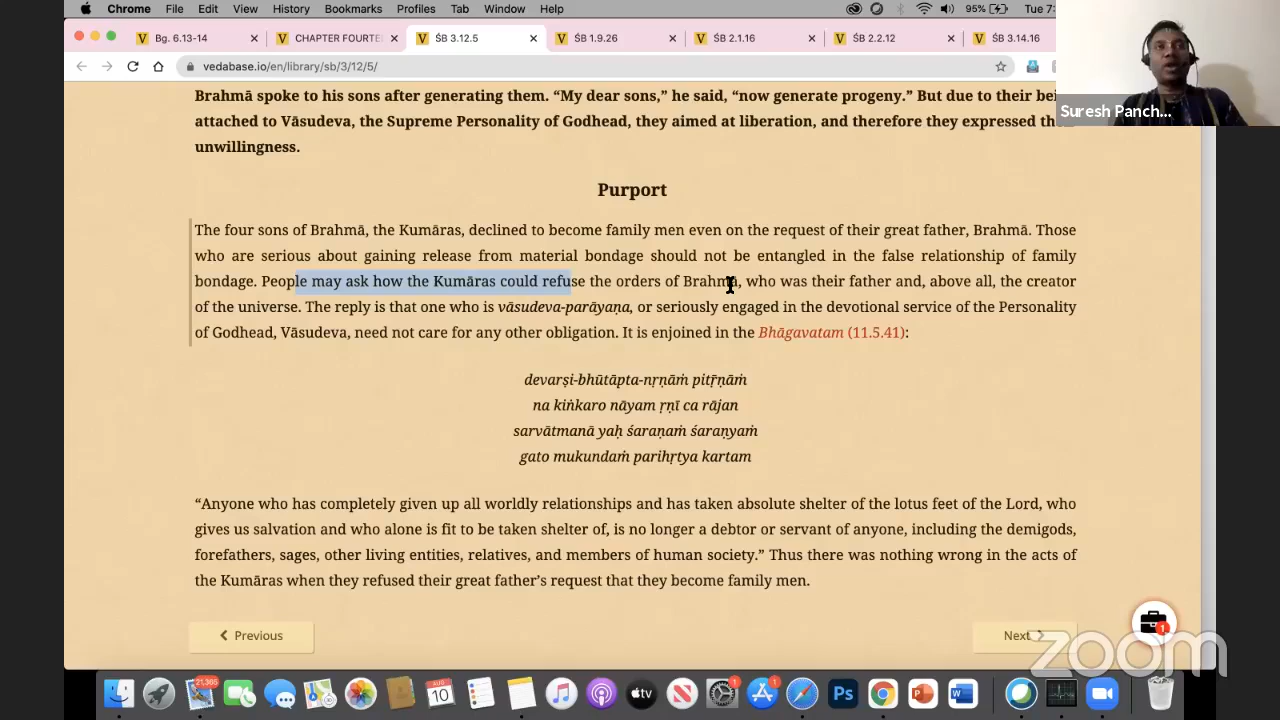 Chrome File Edit View History Bookmarks Profiles Tab Window Help 95% Tue 7:
Bg. 6.13-14 CHAPTER FOURTE ŚB 3.12.5 ŚB 1.9.26 ŚB 2.1.16 ŚB 2.2.12 ŚB 3.14.16
vedabase.io/en/library/sb/3/12/5/
Suresh Panch...
Brahmā spoke to his sons after generating them. “My dear sons,” he said, “now generate progeny.” But due to their bei
attached to Vāsudeva, the Supreme Personality of Godhead, they aimed at liberation, and therefore they expressed the
unwillingness.
Purport
The four sons of Brahmā, the Kumāras, declined to become family men even on the request of their great father, Brahmā. Those
who are serious about gaining release from material bondage should not be entangled in the false relationship of family
bondage. People may ask how the Kumāras could refuse the orders of Brahmā, who was their father and, above all, the creator
of the universe. The reply is that one who is vāsudeva-parāyaṇa, or seriously engaged in the devotional service of the Personality
of Godhead, Vāsudeva, need not care for any other obligation. It is enjoined in the Bhāgavatam (11.5.41):
devarṣi-bhūtāpta-nṛṇāṁ pitṝṇāṁ
na kiṅkaro nāyam ṛṇī ca rājan
sarvātmanā yaḥ śaraṇaṁ śaraṇyaṁ
gato mukundaṁ parihṛtya kartam
“Anyone who has completely given up all worldly relationships and has taken absolute shelter of the lotus feet of the Lord, who
gives us salvation and who alone is fit to be taken shelter of, is no longer a debtor or servant of anyone, including the demigods,
forefathers, sages, other living entities, relatives, and members of human society.” Thus there was nothing wrong in the acts of
the Kumāras when they refused their great father’s request that they become family men.
Previous Next
1
zoom
21,365 AUG 10 tv 1 1 Ps P W